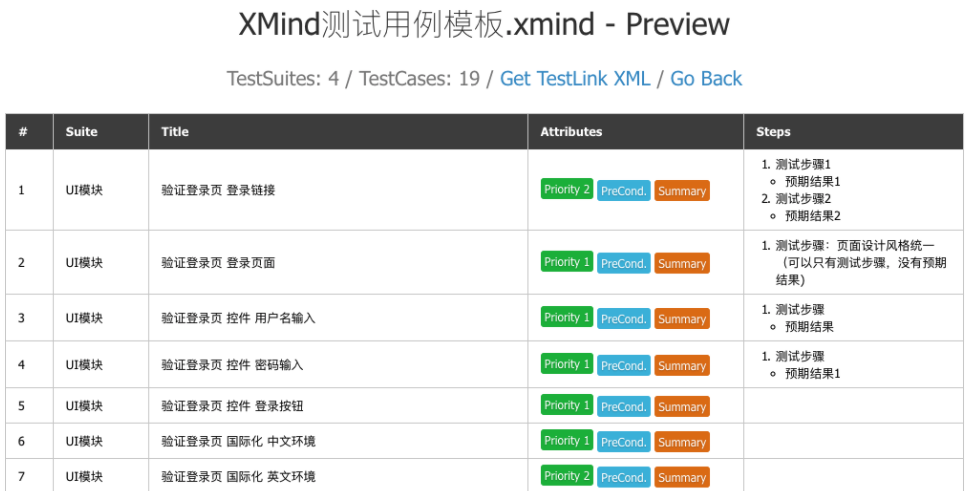 XMind测试用例模板.xmind - Preview
TestSuites: 4 / TestCases: 19 / Get TestLink XML / Go Back
# Suite Title Attributes Steps
1 UI模块 验证登录页 登录链接 Priority 2 PreCond. Summary
1. 测试步骤1
预期结果1
2. 测试步骤2
预期结果2
2 UI模块 验证登录页 登录页面 Priority 1 PreCond. Summary
1. 测试步骤：页面设计风格统一
（可以只有测试步骤，没有预期
结果)
3 UI模块 验证登录页 控件 用户名输入 Priority 1 PreCond. Summary
1. 测试步骤
预期结果
4 UI模块 验证登录页 控件 密码输入 Priority 1 PreCond. Summary
1. 测试步骤
预期结果1
5 UI模块 验证登录页 控件 登录按钮 Priority 1 PreCond. Summary
6 UI模块 验证登录页 国际化 中文环境 Priority 1 PreCond. Summary
7 UI模块 验证登录页 国际化 英文环境 Priority 2 PreCond. Summary